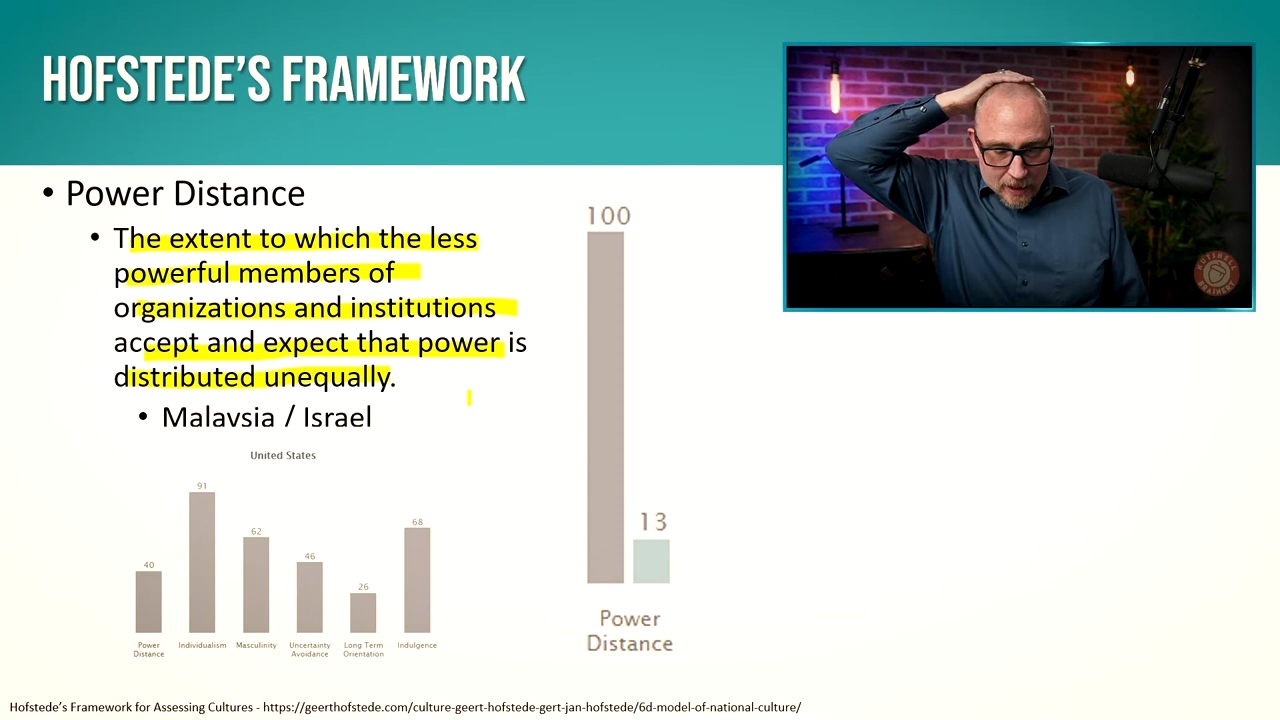 HOFSTEDE'S FRAMEWORK
• Power Distance
• The extent to which the less
powerful members of
organizations and institutions
accept and expect that power is
distributed unequally.
• Malaysia / Israel
United States
91
68
62
46
40
26
Power
Distance
Individualism
Masculinity
Uncertainty
Avoidance
Long Term
Orientation
Indulgence
100
13
Power
Distance
NUTSHELL
BRAINERY
Hofstede's Framework for Assessing Cultures - https://geerthofstede.com/culture-geert-hofstede-gert-jan-hofstede/6d-model-of-national-culture/